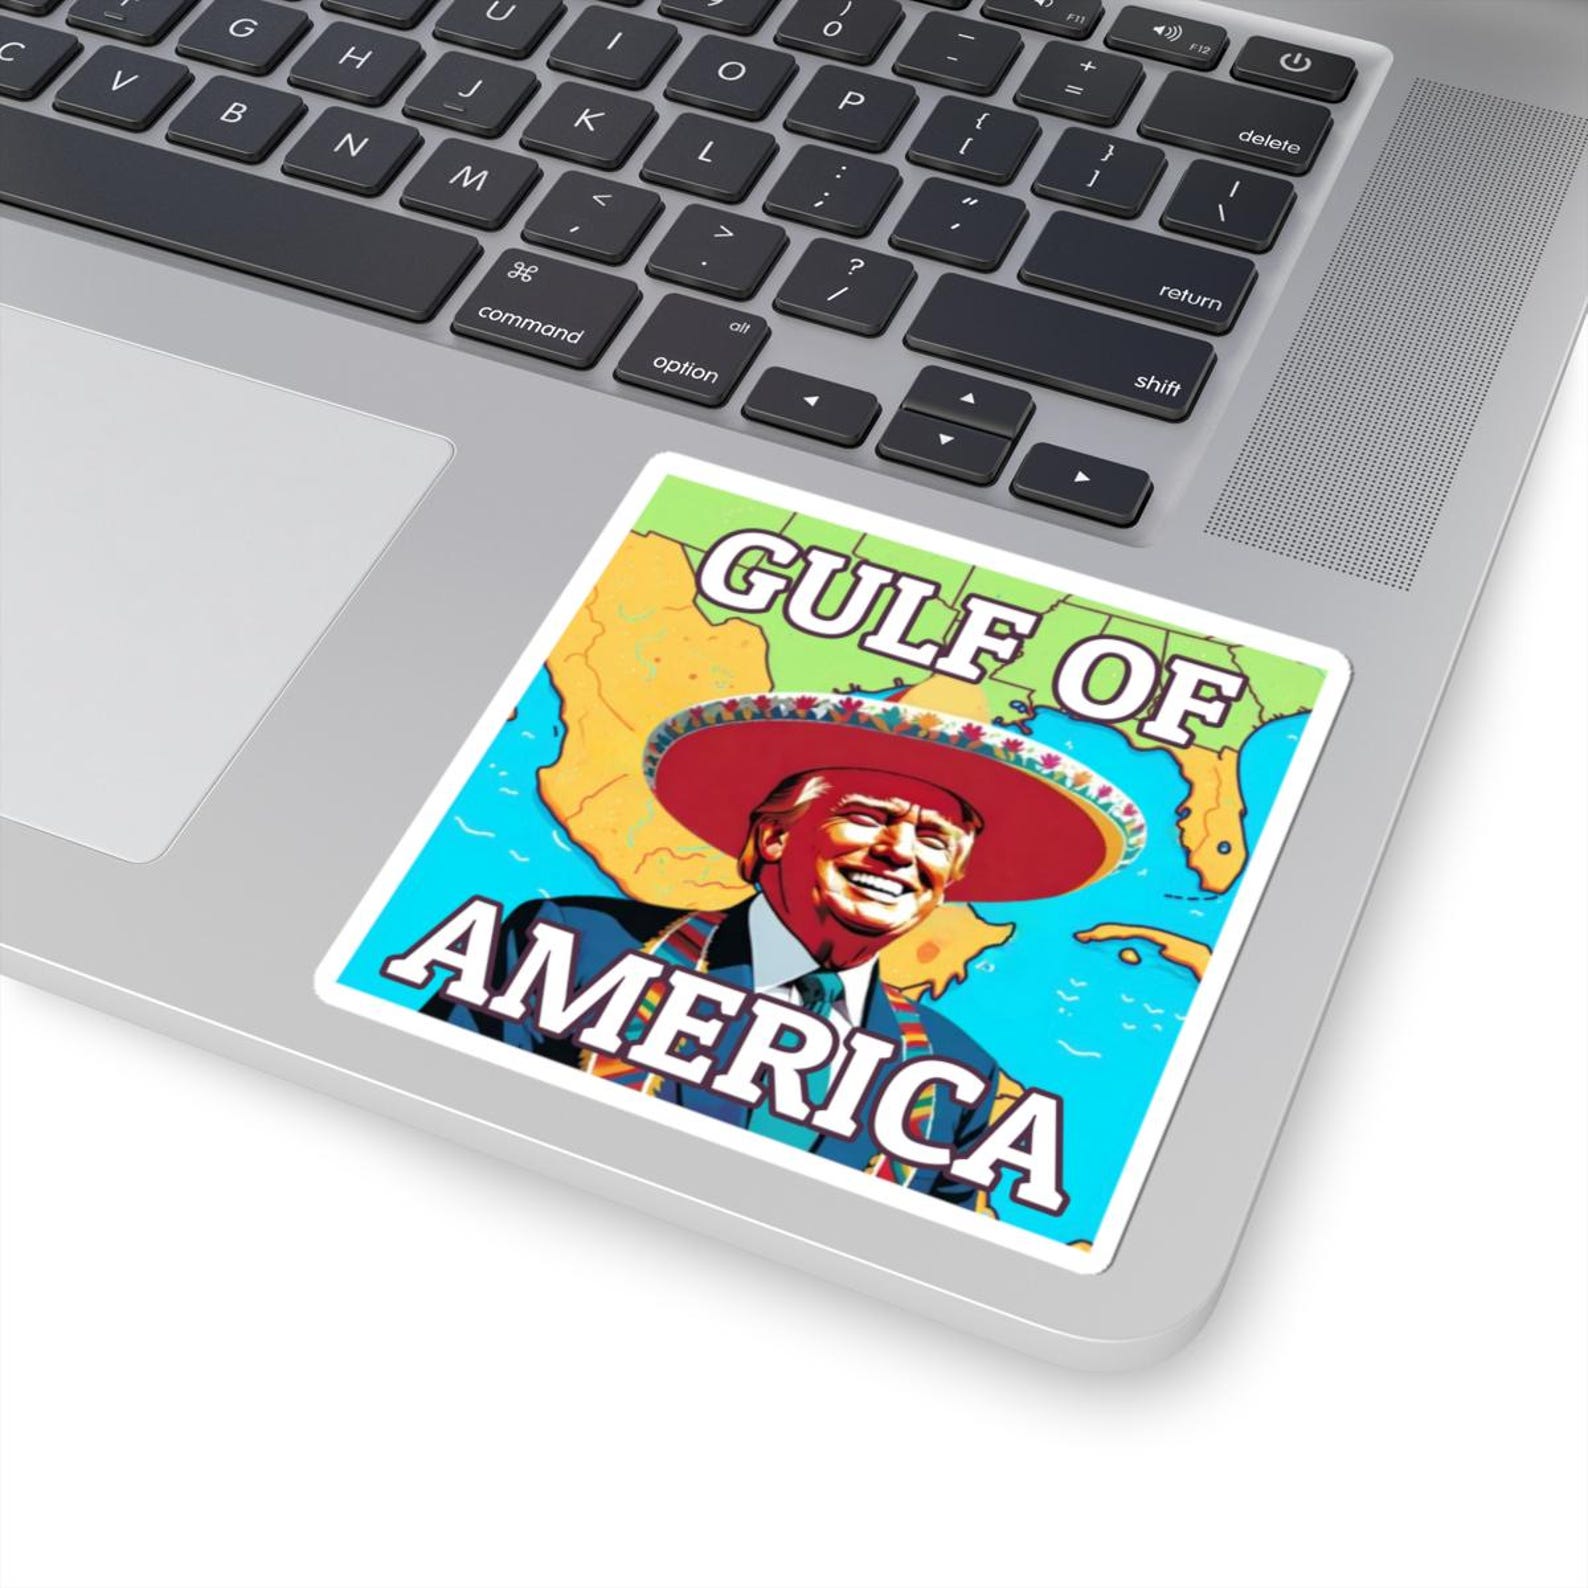 U
0
)
F11
F12
G
H
J
I
O
P
_
-
+
=
delete
C
V
B
N
M
K
L
:
;
{
[
}
]
|
\
<
,
>
.
?
/
"
'
return
⌘
command
alt
option
shift
GULF OF
AMERICA